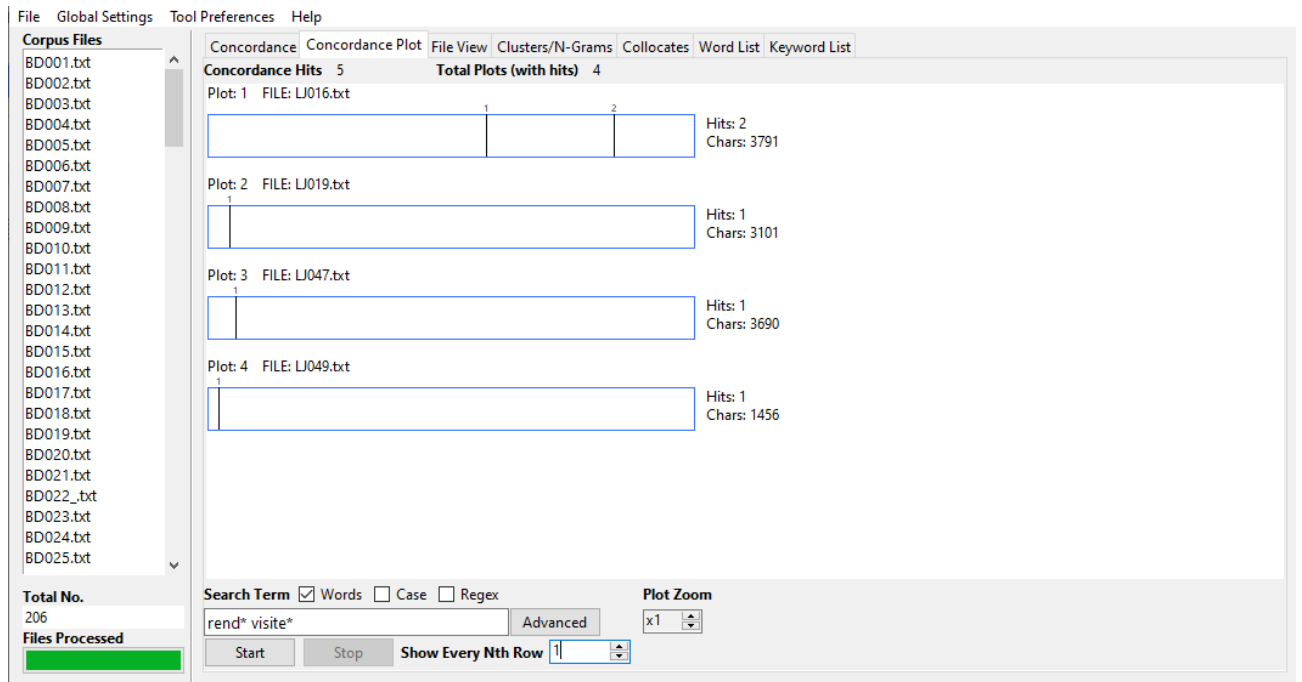 File Global Settings Tool Preferences Help
Corpus Files
BD001.txt
BD002.txt
BD003.txt
BD004.txt
BD005.txt
BD006.txt
BD007.txt
BD008.txt
BD009.txt
BD010.txt
BD011.txt
BD012.txt
BD013.txt
BD014.txt
BD015.txt
BD016.txt
BD017.txt
BD018.txt
BD019.txt
BD020.txt
BD021.txt
BD022_.txt
BD023.txt
BD024.txt
BD025.txt
Total No.
206
Files Processed
Concordance Concordance Plot File View Clusters/N-Grams Collocates Word List Keyword List
Concordance Hits 5 Total Plots (with hits) 4
Plot: 1 FILE: LJ016.txt
1 2
Hits: 2
Chars: 3791
Plot: 2 FILE: LJ019.txt
1
Hits: 1
Chars: 3101
Plot: 3 FILE: LJ047.txt
1
Hits: 1
Chars: 3690
Plot: 4 FILE: LJ049.txt
1
Hits: 1
Chars: 1456
Search Term Words Case Regex Plot Zoom
rend* visite* Advanced x1
Start Stop Show Every Nth Row 1